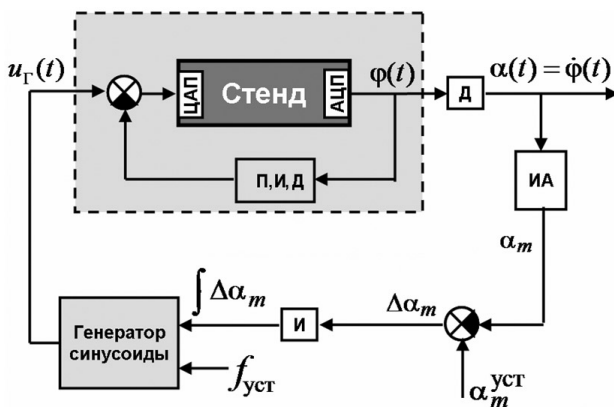 u_Г(t)
ЦАП
Стенд
АЦП
φ(t)
Д
α(t) = φ̇(t)
П, И, Д
ИА
α_m
∫ Δα_m
И
Δα_m
Генератор
синусоиды
f_уст
α_m^уст